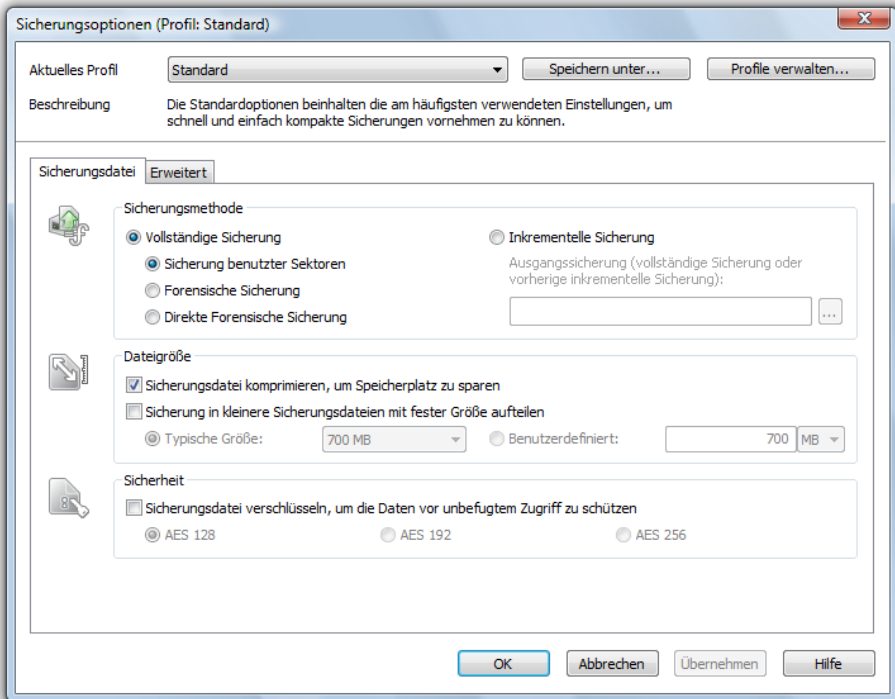 Sicherungsoptionen (Profil: Standard)
Aktuelles Profil
Standard
Speichern unter...
Profile verwalten...
Beschreibung
Die Standardoptionen beinhalten die am häufigsten verwendeten Einstellungen, um
schnell und einfach kompakte Sicherungen vornehmen zu können.
Sicherungsdatei
Erweitert
Sicherungsmethode
Vollständige Sicherung
Sicherung benutzter Sektoren
Forensische Sicherung
Direkte Forensische Sicherung
Inkrementelle Sicherung
Ausgangssicherung (vollständige Sicherung oder
vorherige inkrementelle Sicherung):
...
Dateigröße
Sicherungsdatei komprimieren, um Speicherplatz zu sparen
Sicherung in kleinere Sicherungsdateien mit fester Größe aufteilen
Typische Größe:
700 MB
Benutzerdefiniert:
700
MB
Sicherheit
Sicherungsdatei verschlüsseln, um die Daten vor unbefugtem Zugriff zu schützen
AES 128
AES 192
AES 256
OK
Abbrechen
Übernehmen
Hilfe